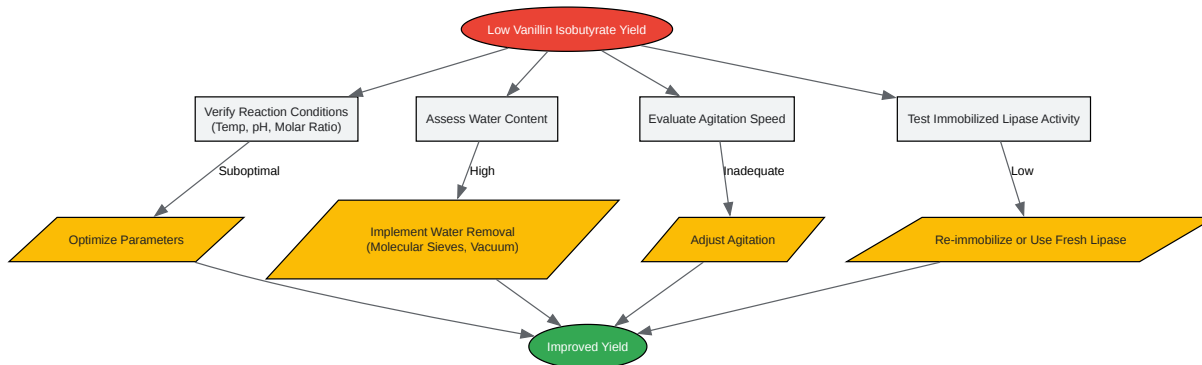 Low Vanillin Isobutyrate Yield
Verify Reaction Conditions
(Temp, pH, Molar Ratio)
Assess Water Content
Evaluate Agitation Speed
Test Immobilized Lipase Activity
Suboptimal
High
Inadequate
Low
Optimize Parameters
Implement Water Removal
(Molecular Sieves, Vacuum)
Adjust Agitation
Re-immobilize or Use Fresh Lipase
Improved Yield